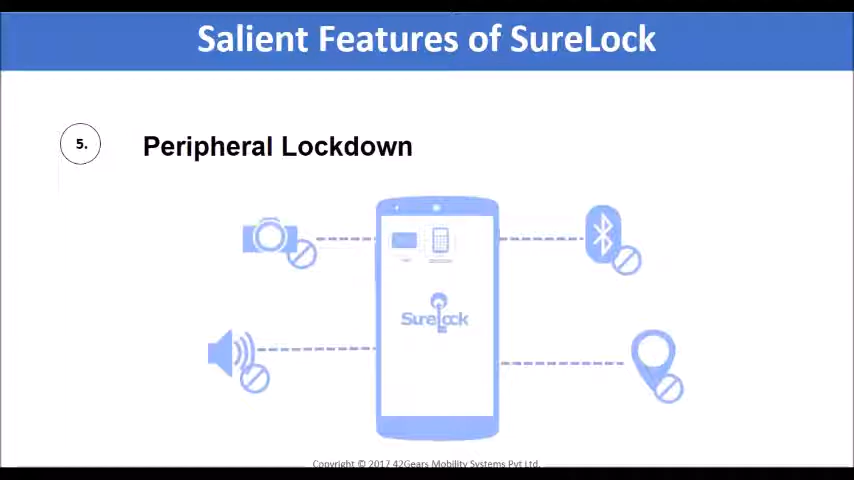 Salient Features of SureLock
5.
Peripheral Lockdown
SureLock
Copyright © 2017 42Gears Mobility Systems Pvt Ltd.